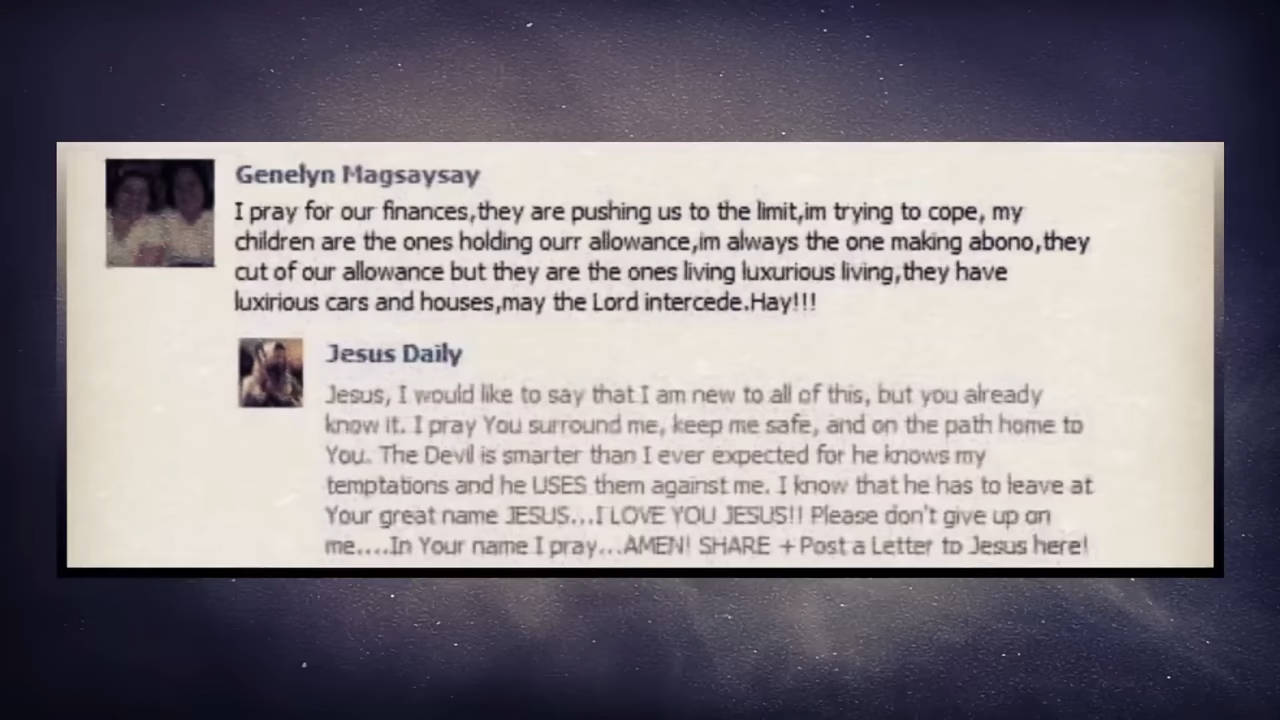 Genelyn Magsaysay
I pray for our finances,they are pushing us to the limit,im trying to cope, my
children are the ones holding ourr allowance,im always the one making abono,they
cut of our allowance but they are the ones living luxurious living,they have
luxirious cars and houses,may the Lord intercede.Hay!!!
Jesus Daily
Jesus, I would like to say that I am new to all of this, but you already
know it. I pray You surround me, keep me safe, and on the path home to
You. The Devil is smarter than I ever expected for he knows my
temptations and he USES them against me. I know that he has to leave at
Your great name JESUS...I LOVE YOU JESUS!! Please don't give up on
me....In Your name I pray...AMEN! SHARE + Post a Letter to Jesus here!